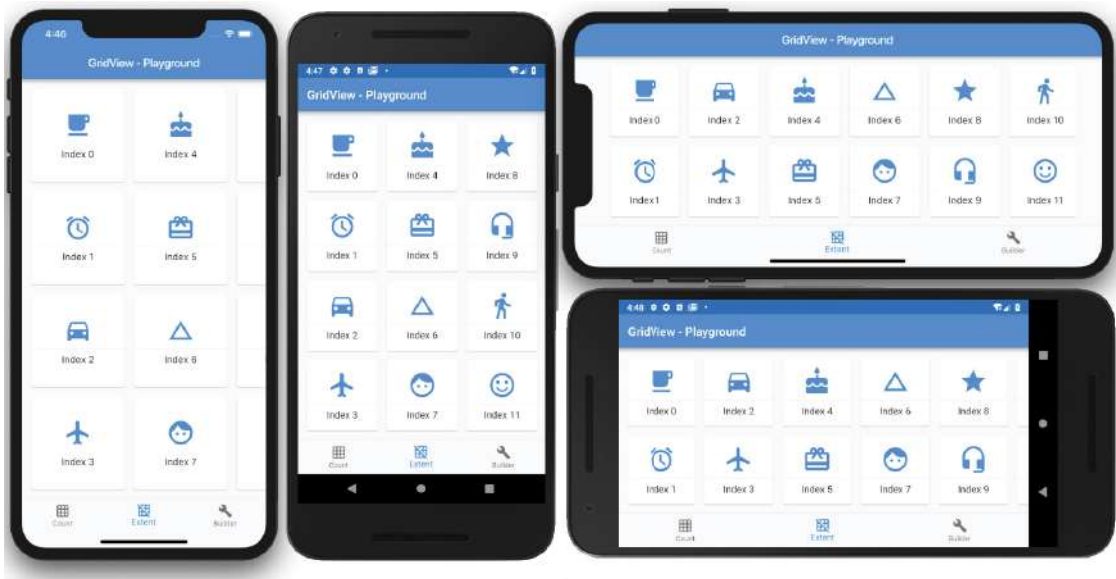 4:46
GridView - Playground
Index 0 Index 4
Index 1 Index 5
Index 2 Index 6
Index 3 Index 7
Count Extent Builder
4:47
GridView - Playground
Index 0 Index 4 Index 8
Index 1 Index 5 Index 9
Index 2 Index 6 Index 10
Index 3 Index 7 Index 11
Count Extent Builder
GridView - Playground
Index 0 Index 2 Index 4 Index 6 Index 8 Index 10
Index 1 Index 3 Index 5 Index 7 Index 9 Index 11
Count Extent Builder
4:48
GridView - Playground
Index 0 Index 2 Index 4 Index 6 Index 8
Index 1 Index 3 Index 5 Index 7 Index 9
Count Extent Builder